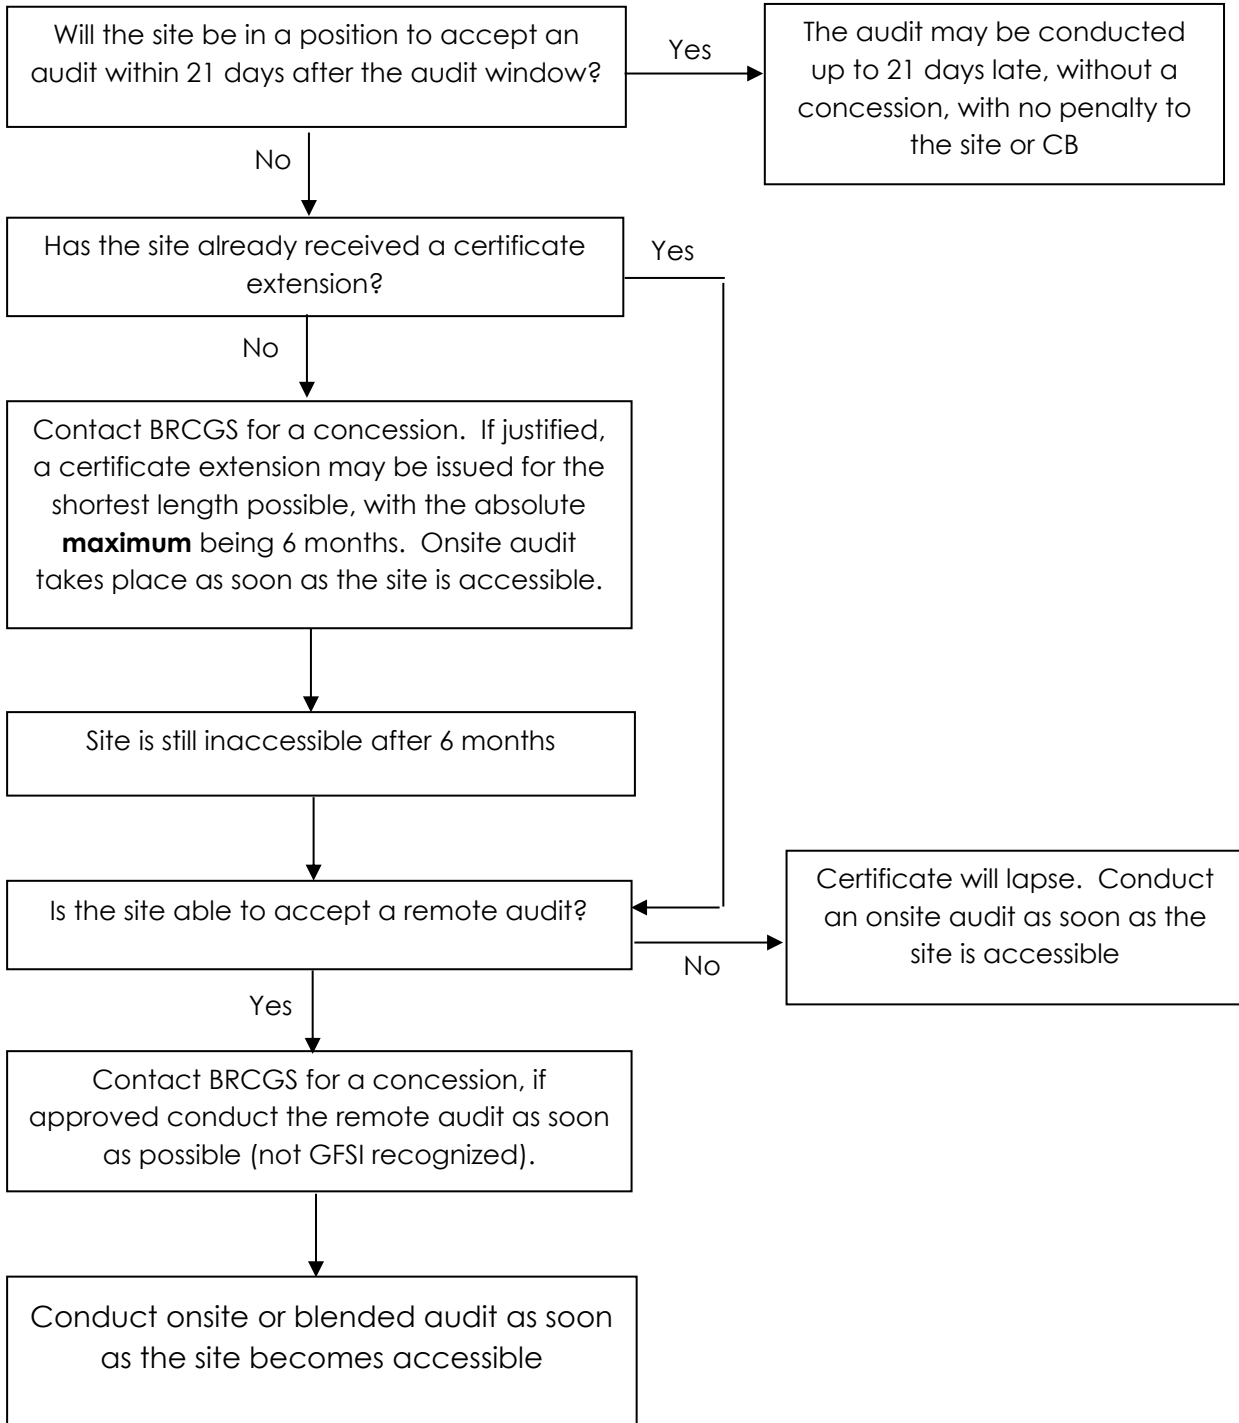 Will the site be in a position to accept an
audit within 21 days after the audit window?
Yes
The audit may be conducted
up to 21 days late, without a
concession, with no penalty to
the site or CB
No
Has the site already received a certificate
extension?
Yes
No
Contact BRCGS for a concession.  If justified,
a certificate extension may be issued for the
shortest length possible, with the absolute
maximum being 6 months.  Onsite audit
takes place as soon as the site is accessible.
Site is still inaccessible after 6 months
Is the site able to accept a remote audit?
No
Certificate will lapse.  Conduct
an onsite audit as soon as the
site is accessible
Yes
Contact BRCGS for a concession, if
approved conduct the remote audit as soon
as possible (not GFSI recognized).
Conduct onsite or blended audit as soon
as the site becomes accessible